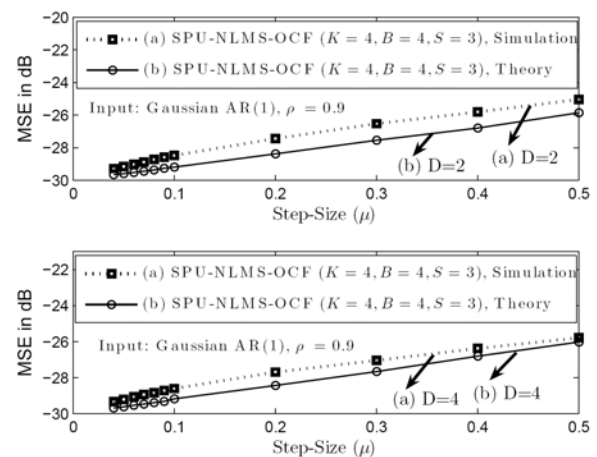 −20
−22
−24
−26
−28
−30
MSE in dB
(a) SPU-NLMS-OCF (K = 4, B = 4, S = 3), Simulation
(b) SPU-NLMS-OCF (K = 4, B = 4, S = 3), Theory
Input: Gaussian AR(1), ρ = 0.9
(b) D=2
(a) D=2
0 0.1 0.2 0.3 0.4 0.5
Step-Size (μ)
−22
−24
−26
−28
−30
MSE in dB
(a) SPU-NLMS-OCF (K = 4, B = 4, S = 3), Simulation
(b) SPU-NLMS-OCF (K = 4, B = 4, S = 3), Theory
Input: Gaussian AR(1), ρ = 0.9
(a) D=4
(b) D=4
0 0.1 0.2 0.3 0.4 0.5
Step-Size (μ)